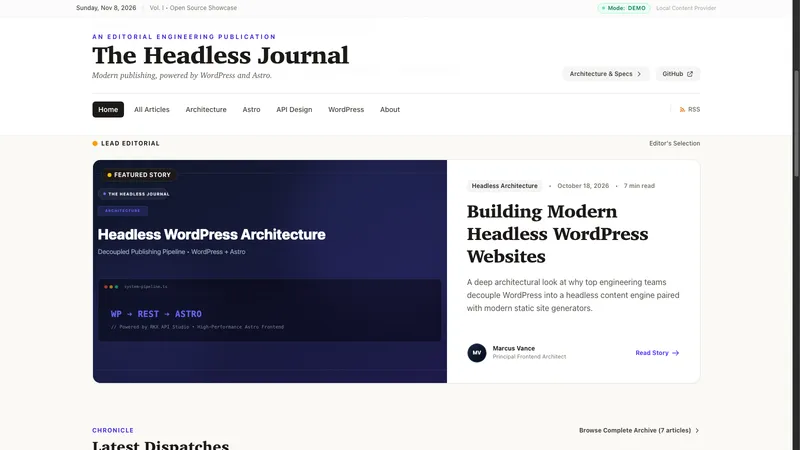 Sunday, Nov 8, 2026 | Vol. I • Open Source Showcase
Mode: DEMO | Local Content Provider
AN EDITORIAL ENGINEERING PUBLICATION
The Headless Journal
Modern publishing, powered by WordPress and Astro.
Architecture & Specs
GitHub
Home
All Articles
Architecture
Astro
API Design
WordPress
About
RSS
LEAD EDITORIAL
Editor's Selection
FEATURED STORY
THE HEADLESS JOURNAL
ARCHITECTURE
Headless WordPress Architecture
Decoupled Publishing Pipeline • WordPress + Astro
system-pipeline.ts
WP → REST → ASTRO
// Powered by RKX API Studio • High-Performance Astro Frontend
Headless Architecture • October 18, 2026 • 7 min read
Building Modern
Headless WordPress
Websites
A deep architectural look at why top engineering teams
decouple WordPress into a headless content engine paired
with modern static site generators.
MV
Marcus Vance
Principal Frontend Architect
Read Story →
CHRONICLE
Browse Complete Archive (7 articles)
Latest Dispatches